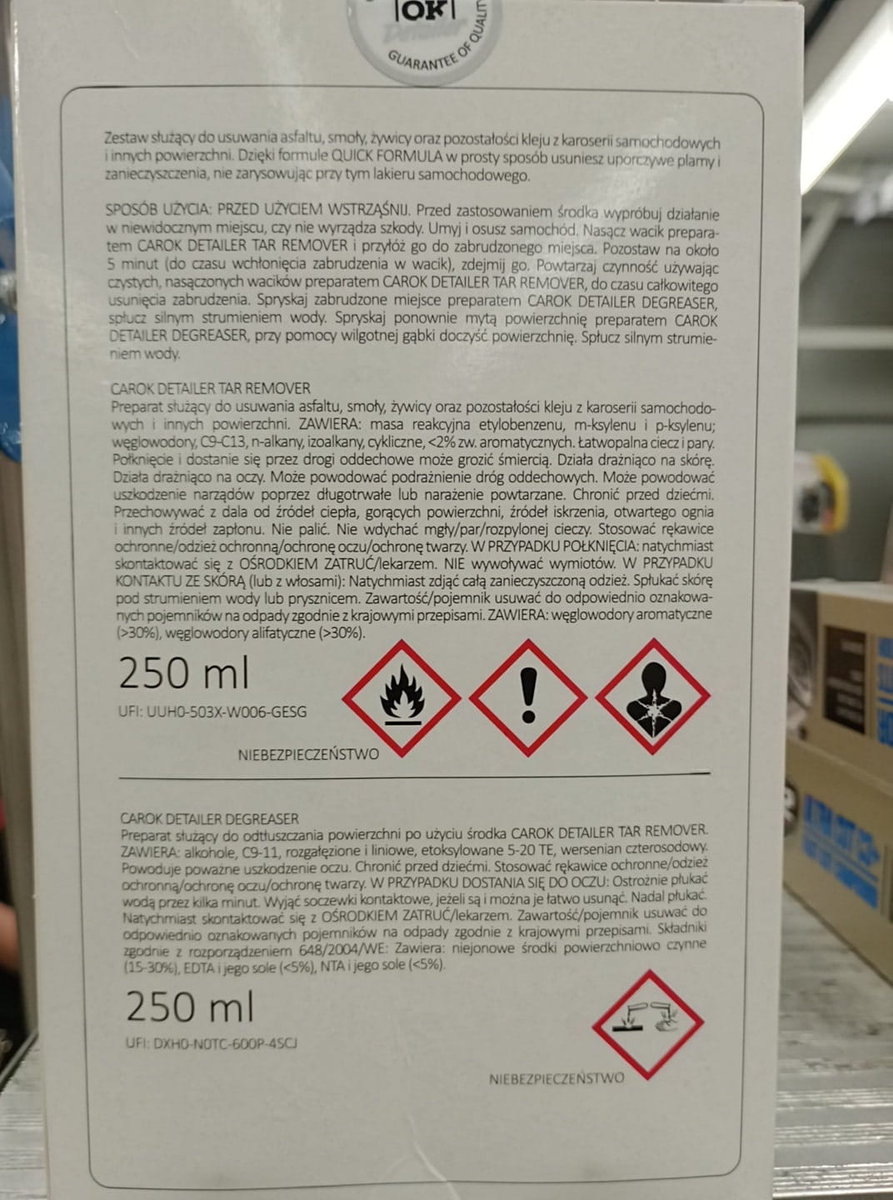 OK
GUARANTEE OF QUALITY
Zestaw służący do usuwania asfaltu, smoły, żywicy oraz pozostałości kleju z karoserii samochodowych
i innych powierzchni. Dzięki formule QUICK FORMULA w prosty sposób usuniesz uporczywe plamy i
zanieczyszczenia, nie zarysowując przy tym lakieru samochodowego.
SPOSÓB UŻYCIA: PRZED UŻYCIEM WSTRZĄŚNIJ. Przed zastosowaniem środka wypróbuj działanie
w niewidocznym miejscu, czy nie wyrządza szkody. Umyj i osusz samochód. Nasącz wacik prepara-
tem CAROK DETAILER TAR REMOVER i przyłóż go do zabrudzonego miejsca. Pozostaw na około
5 minut (do czasu wchłonięcia zabrudzenia w wacik), zdejmij go. Powtarzaj czynność używając
czystych, nasączonych wacików preparatem CAROK DETAILER TAR REMOVER, do czasu całkowitego
usunięcia zabrudzenia. Spryskaj zabrudzone miejsce preparatem CAROK DETAILER DEGREASER,
spłucz silnym strumieniem wody. Spryskaj ponownie mytą powierzchnię preparatem CAROK
DETAILER DEGREASER, przy pomocy wilgotnej gąbki doczyść powierzchnię. Spłucz silnym strumie-
niem wody.
CAROK DETAILER TAR REMOVER
Preparat służący do usuwania asfaltu, smoły, żywicy oraz pozostałości kleju z karoserii samochodo-
wych i innych powierzchni. ZAWIERA: masa reakcyjna etylobenzenu, m-ksylenu i p-ksylenu;
węglowodory, C9-C13, n-alkany, izoalkany, cykliczne, <2% zw. aromatycznych. Łatwopalna ciecz i pary.
Połknięcie i dostanie się przez drogi oddechowe może grozić śmiercią. Działa drażniąco na skórę.
Działa drażniąco na oczy. Może powodować podrażnienie dróg oddechowych. Może powodować
uszkodzenie narządów poprzez długotrwałe lub narażenie powtarzane. Chronić przed dziećmi.
Przechowywać z dala od źródeł ciepła, gorących powierzchni, źródeł iskrzenia, otwartego ognia
i innych źródeł zapłonu. Nie palić. Nie wdychać mgły/par/rozpylonej cieczy. Stosować rękawice
ochronne/odzież ochronną/ochronę oczu/ochronę twarzy. W PRZYPADKU POŁKNIĘCIA: natychmiast
skontaktować się z OŚRODKIEM ZATRUĆ/lekarzem. NIE wywoływać wymiotów. W PRZYPADKU
KONTAKTU ZE SKÓRĄ (lub z włosami): Natychmiast zdjąć całą zanieczyszczoną odzież. Spłukać skórę
pod strumieniem wody lub prysznicem. Zawartość/pojemnik usuwać do odpowiednio oznakowa-
nych pojemników na odpady zgodnie z krajowymi przepisami. ZAWIERA: węglowodory aromatyczne
(>30%), węglowodory alifatyczne (>30%).
250 ml
UFI: UUH0-503X-W006-GESG
NIEBEZPIECZEŃSTWO
CAROK DETAILER DEGREASER
Preparat służący do odtłuszczania powierzchni po użyciu środka CAROK DETAILER TAR REMOVER.
ZAWIERA: alkohole, C9-11, rozgałęzione i liniowe, etoksylowane 5-20 TE, wersenian czterosodowy.
Powoduje poważne uszkodzenie oczu. Chronić przed dziećmi. Stosować rękawice ochronne/odzież
ochronną/ochronę oczu/ochronę twarzy. W PRZYPADKU DOSTANIA SIĘ DO OCZU: Ostrożnie płukać
wodą przez kilka minut. Wyjąć soczewki kontaktowe, jeżeli są i można je łatwo usunąć. Nadal płukać.
Natychmiast skontaktować się z OŚRODKIEM ZATRUĆ/lekarzem. Zawartość/pojemnik usuwać do
odpowiednio oznakowanych pojemników na odpady zgodnie z krajowymi przepisami. Składniki
zgodnie z rozporządzeniem 648/2004/WE: Zawiera: niejonowe środki powierzchniowo czynne
(15-30%), EDTA i jego sole (<5%), NTA i jego sole (<5%).
250 ml
UFI: DXH0-N0TC-600P-4SCJ
NIEBEZPIECZEŃSTWO